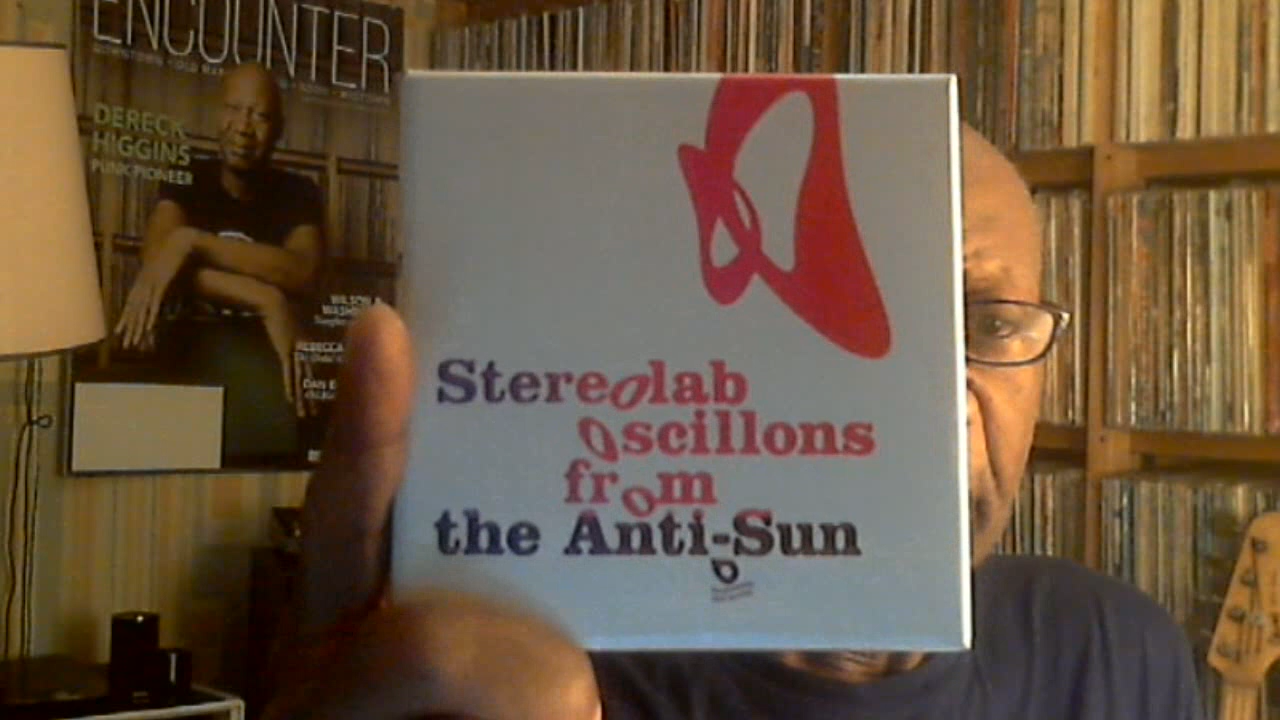 ENCOUNTER
DERECK
HIGGINS
PUNK PIONEER
Stereolab
oscillons
from
the Anti-Sun